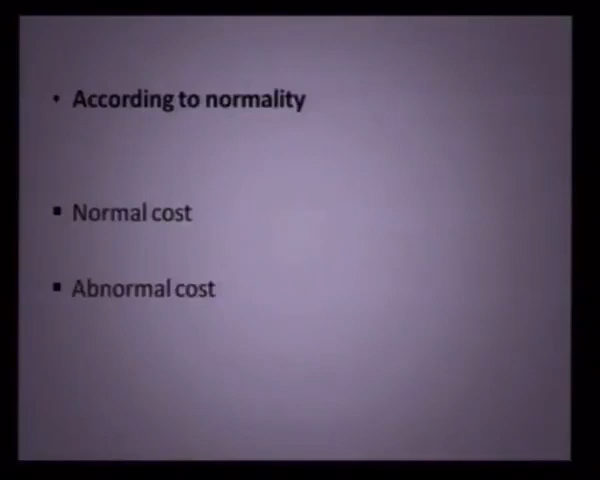 • According to normality
▪ Normal cost
▪ Abnormal cost